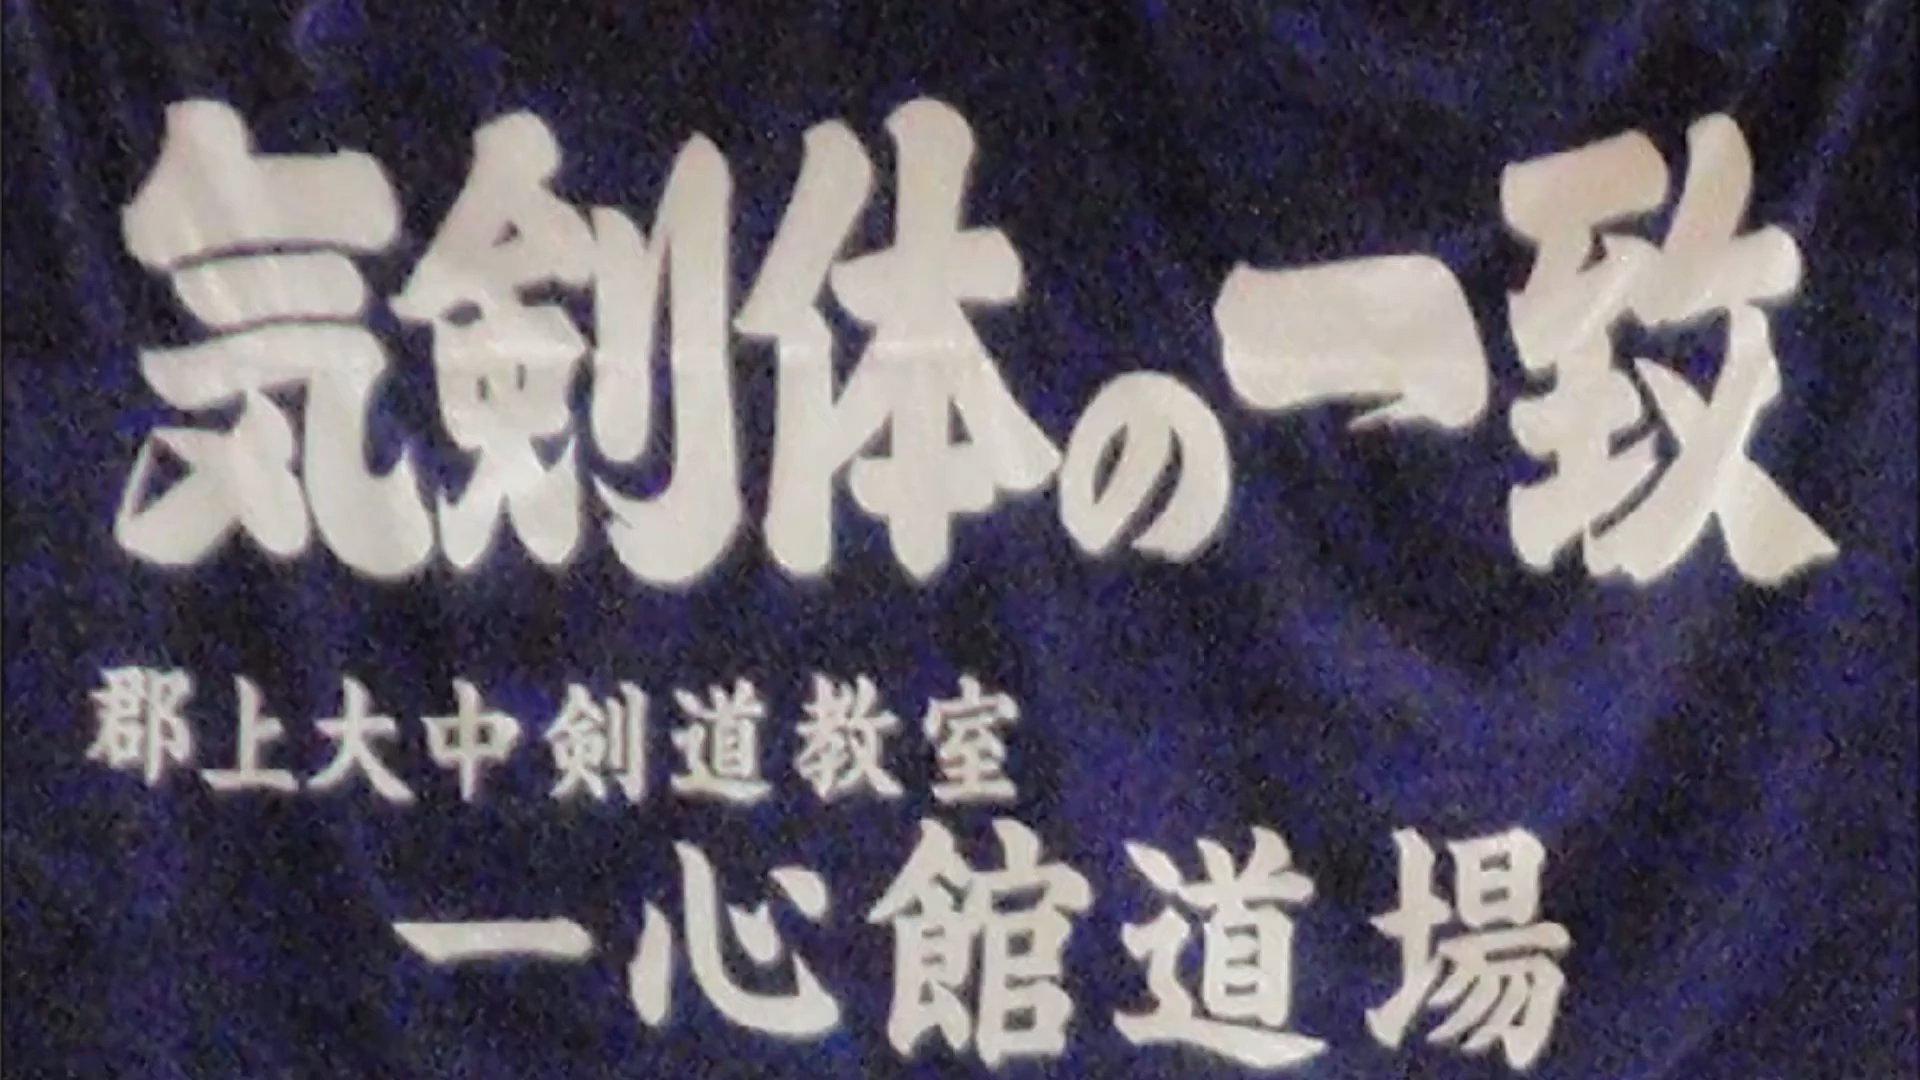 気剣体の一致
郡上大中剣道教室
一心館道場